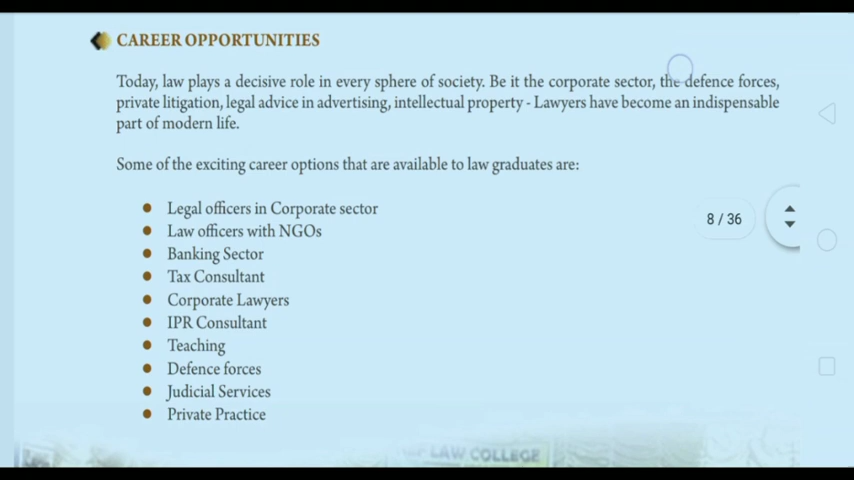 CAREER OPPORTUNITIES
Today, law plays a decisive role in every sphere of society. Be it the corporate sector, the defence forces,
private litigation, legal advice in advertising, intellectual property - Lawyers have become an indispensable
part of modern life.
Some of the exciting career options that are available to law graduates are:
Legal officers in Corporate sector
Law officers with NGOs
8 / 36
Banking Sector
Tax Consultant
Corporate Lawyers
IPR Consultant
Teaching
Defence forces
Judicial Services
Private Practice
LAW COLLEGE